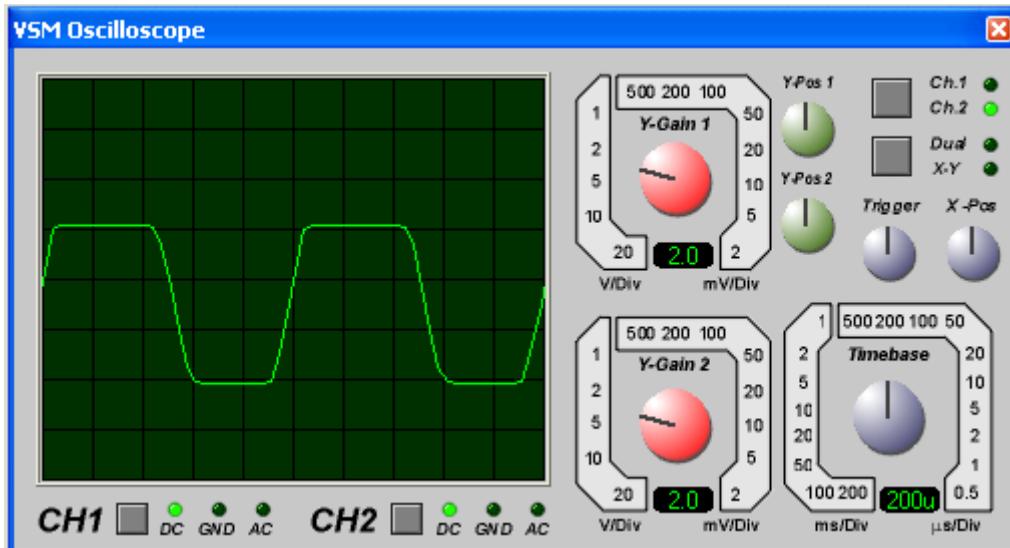 VSM Oscilloscope
500 200 100
1
2
5
10
20
Y-Gain 1
50
20
10
5
2
2.0
V/Div
mV/Div
Y-Pos 1
Y-Pos 2
Ch.1
Ch.2
Dual
X-Y
Trigger
X -Pos
500 200 100
1
2
5
10
20
Y-Gain 2
50
20
10
5
2
2.0
V/Div
mV/Div
1
500 200 100 50
2
5
10
20
50
100 200
Timebase
20
10
5
2
1
0.5
200u
ms/Div
µs/Div
CH1
DC
GND
AC
CH2
DC
GND
AC